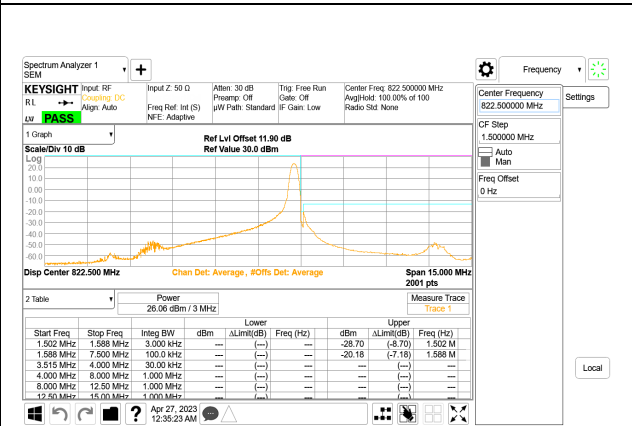 Spectrum Analyzer 1
SEM
+
Frequency
KEYSIGHT
RL
LXI PASS
Input: RF
Coupling: DC
Align: Auto
Input Z: 50 Ω
Freq Ref: Int (S)
NFE: Adaptive
Atten: 30 dB
Preamp: Off
µW Path: Standard
Trig: Free Run
Gate: Off
IF Gain: Low
Center Freq: 822.500000 MHz
Avg|Hold: 100.00% of 100
Radio Std: None
Center Frequency
822.500000 MHz
Settings
CF Step
1.500000 MHz
Auto
Man
Freq Offset
0 Hz
Local
1 Graph
Scale/Div 10 dB
Ref Lvl Offset 11.90 dB
Ref Value 30.0 dBm
Log
20.0
10.0
0.00
-10.0
-20.0
-30.0
-40.0
-50.0
-60.0
Disp Center 822.500 MHz
Chan Det: Average , #Offs Det: Average
Span 15.000 MHz
2001 pts
2 Table
Power
26.06 dBm / 3 MHz
Measure Trace
Trace 1
Lower Upper
Start Freq Stop Freq Integ BW dBm ΔLimit(dB) Freq (Hz) dBm ΔLimit(dB) Freq (Hz)
1.502 MHz 1.588 MHz 3.000 kHz --- (---) --- -28.70 (-8.70) 1.502 M
1.588 MHz 7.500 MHz 100.0 kHz --- (---) --- -20.18 (-7.18) 1.588 M
3.515 MHz 4.000 MHz 30.00 kHz --- (---) --- --- (---) ---
4.000 MHz 8.000 MHz 1.000 MHz --- (---) --- --- (---) ---
8.000 MHz 12.50 MHz 1.000 MHz --- (---) --- --- (---) ---
12.50 MHz 15.00 MHz 1.000 MHz --- (---) --- --- (---) ---
?
Apr 27, 2023
12:35:23 AM